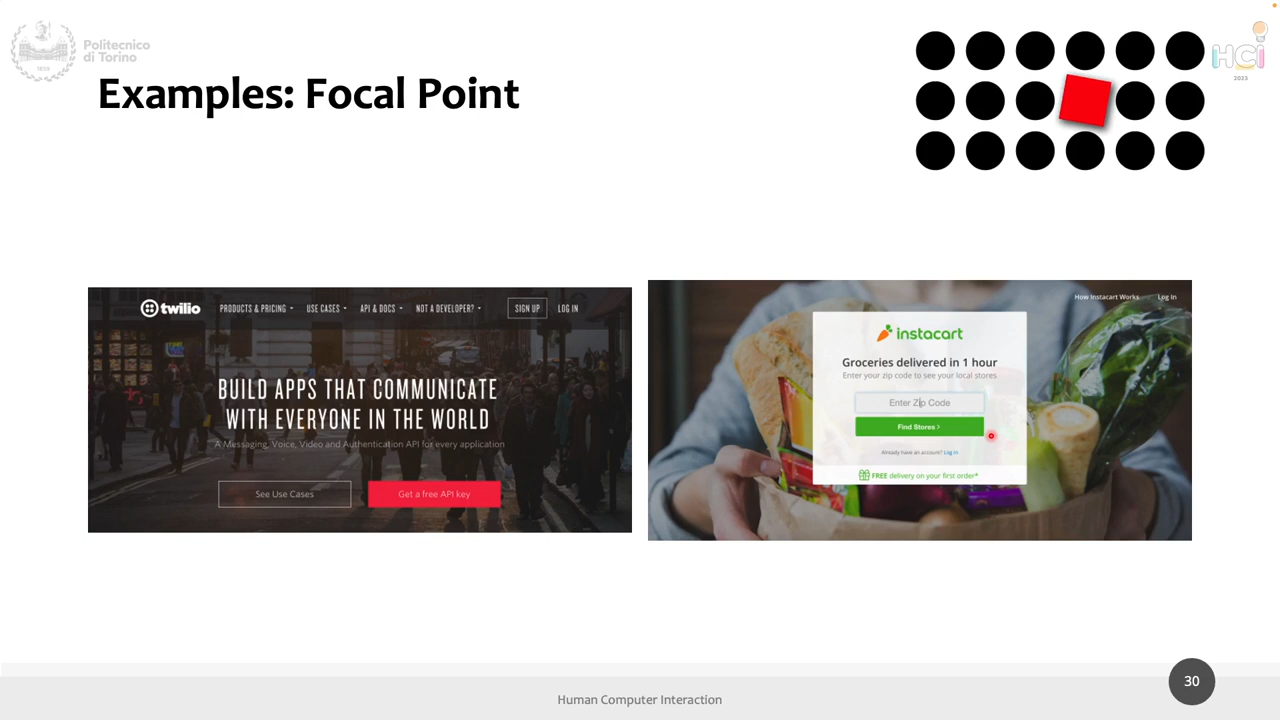 Politecnico
di Torino
1859
HCI
2023
Examples: Focal Point
twilio
PRODUCTS & PRICING
USE CASES
API & DOCS
NOT A DEVELOPER?
SIGN UP
LOG IN
BUILD APPS THAT COMMUNICATE
WITH EVERYONE IN THE WORLD
A Messaging, Voice, Video and Authentication API for every application
See Use Cases
Get a free API key
How Instacart Works
Log In
instacart
Groceries delivered in 1 hour
Enter your zip code to see your local stores
Enter Zip Code
Find Stores >
Already have an account? Log in
FREE delivery on your first order*
Human Computer Interaction
30